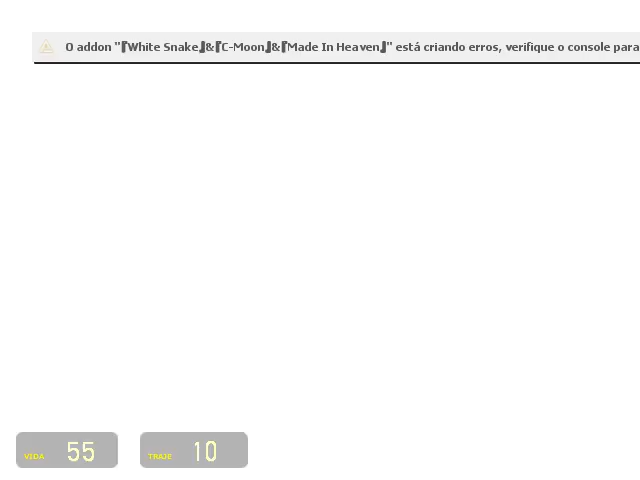 O addon "『White Snake』&『C-Moon』&『Made In Heaven』" está criando erros, verifique o console para
VIDA 55
TRAJE 10